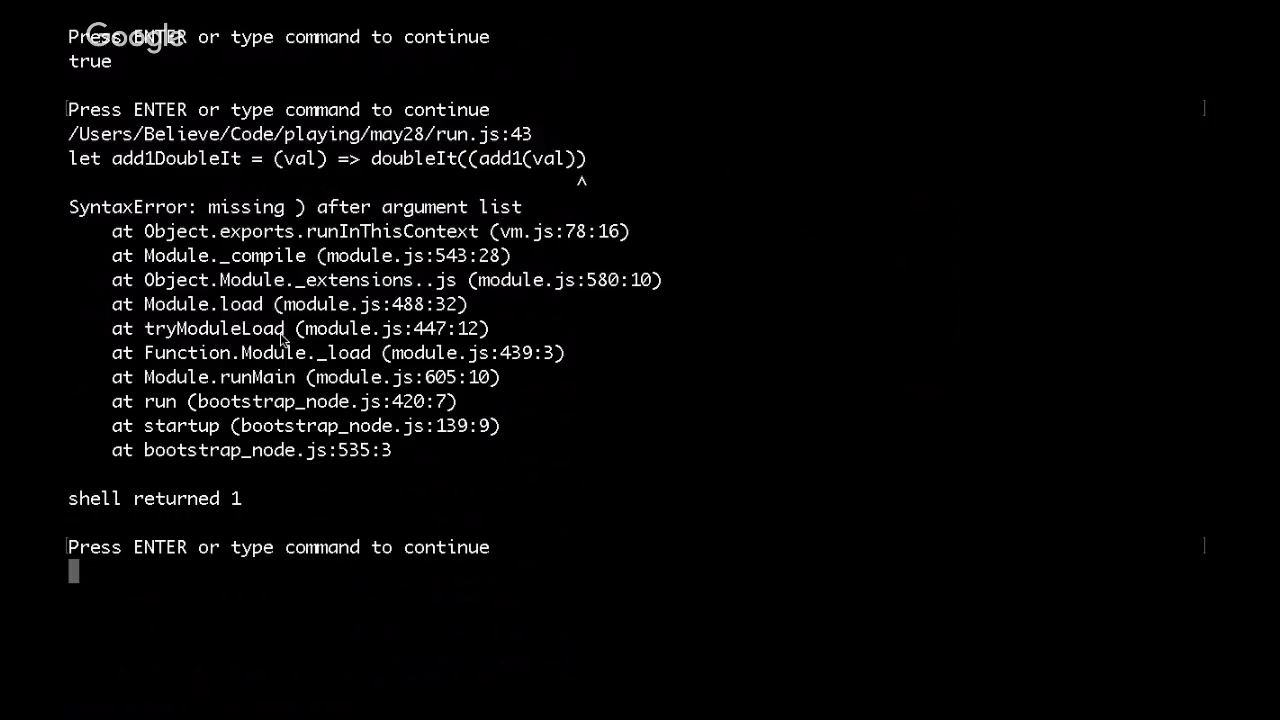 Press ENTER or type command to continue
Google
true
Press ENTER or type command to continue
/Users/Believe/Code/playing/may28/run.js:43
let add1DoubleIt = (val) => doubleIt((add1(val))
^
SyntaxError: missing ) after argument list
at Object.exports.runInThisContext (vm.js:78:16)
at Module._compile (module.js:543:28)
at Object.Module._extensions..js (module.js:580:10)
at Module.load (module.js:488:32)
at tryModuleLoad (module.js:447:12)
at Function.Module._load (module.js:439:3)
at Module.runMain (module.js:605:10)
at run (bootstrap_node.js:420:7)
at startup (bootstrap_node.js:139:9)
at bootstrap_node.js:535:3
shell returned 1
Press ENTER or type command to continue